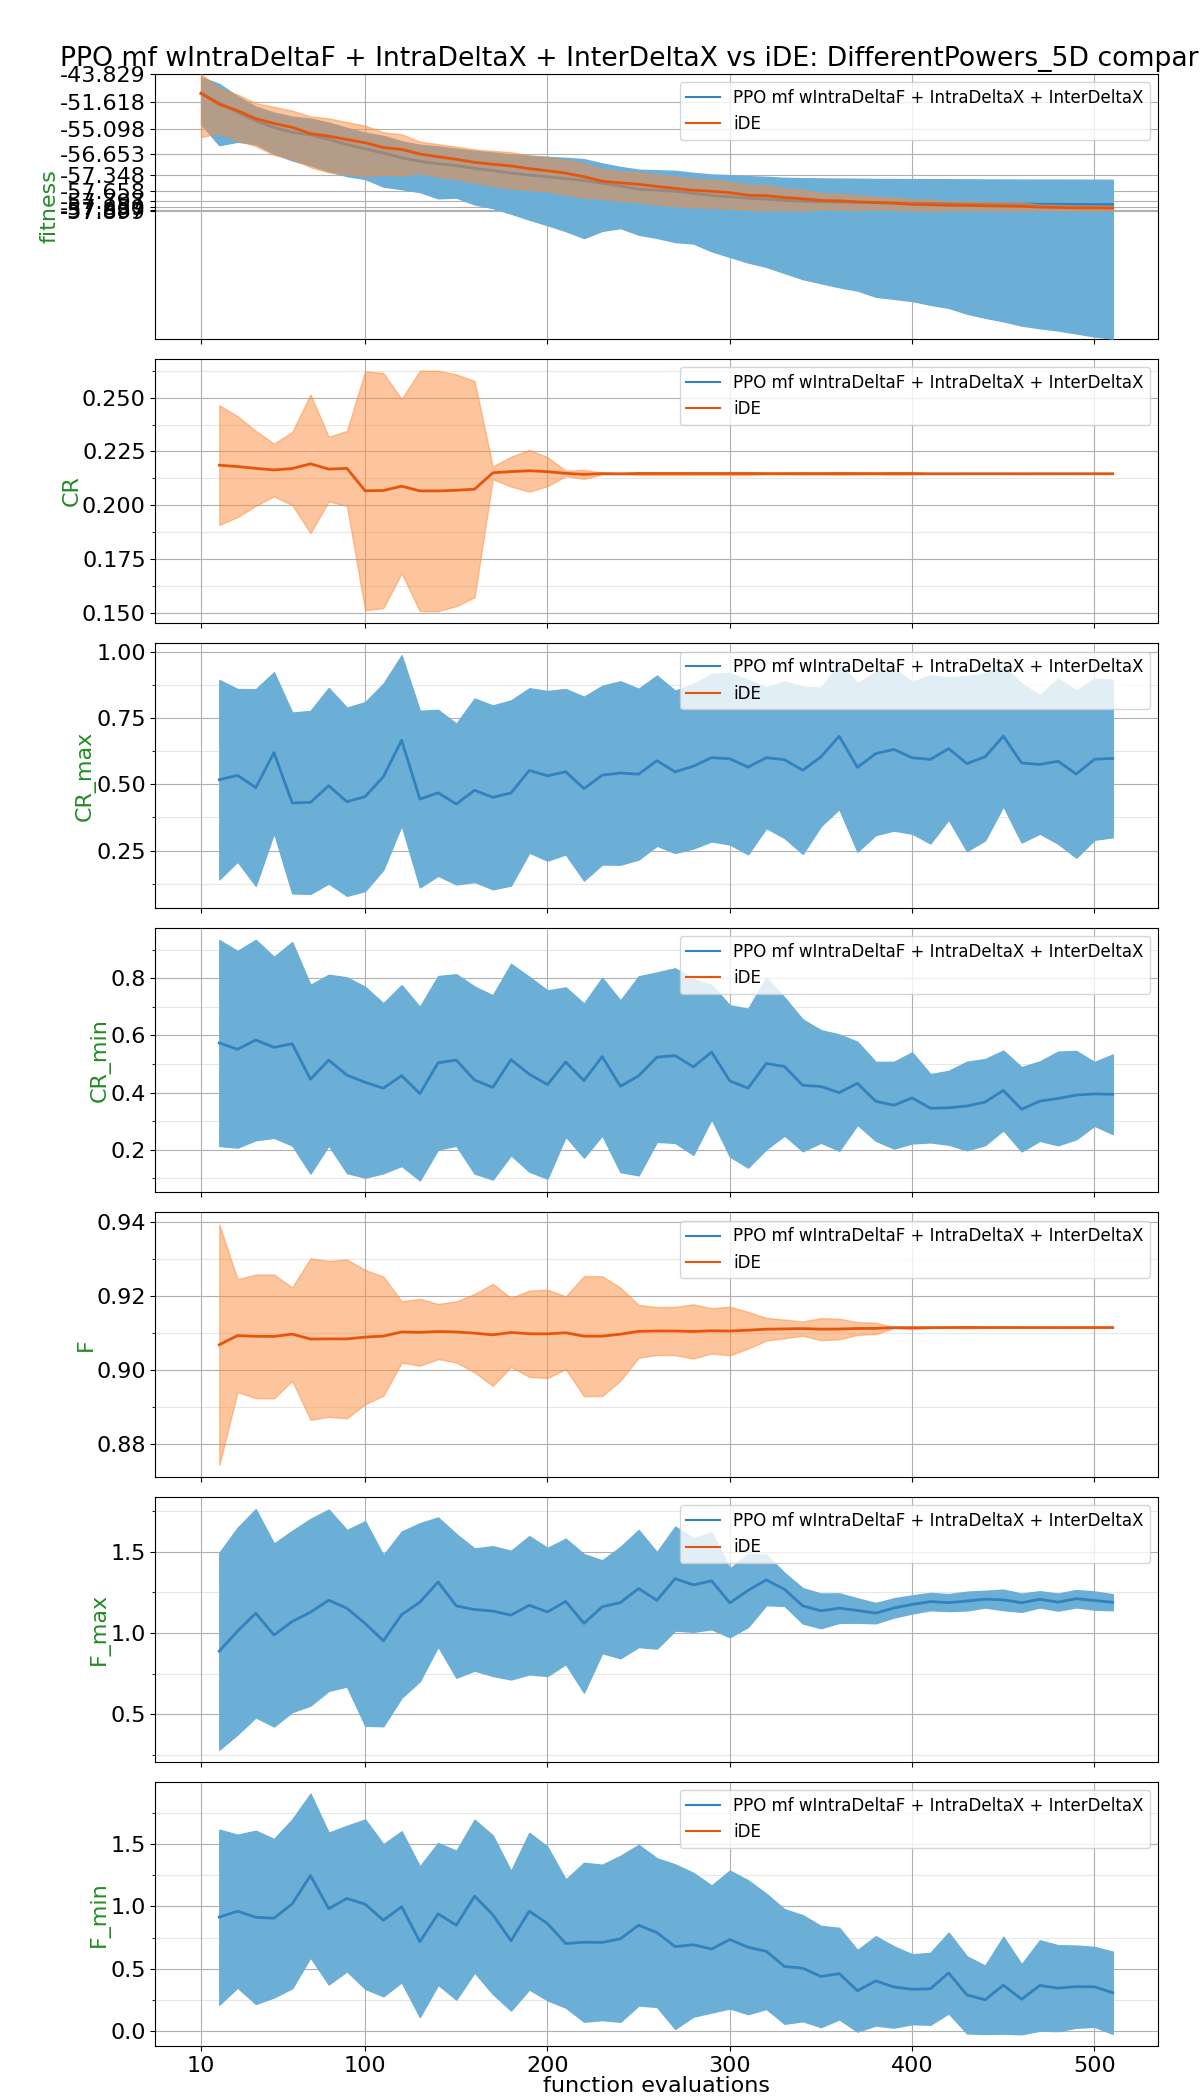 PPO mf wIntraDeltaF + IntraDeltaX + InterDeltaX vs iDE: DifferentPowers_5D compar
-43.829
-51.618
-55.098
-56.653
-57.348
-57.658
fitness
PPO mf wIntraDeltaF + IntraDeltaX + InterDeltaX
iDE
0.250
0.225
0.200
0.175
0.150
CR
PPO mf wIntraDeltaF + IntraDeltaX + InterDeltaX
iDE
1.00
0.75
0.50
0.25
CR_max
PPO mf wIntraDeltaF + IntraDeltaX + InterDeltaX
iDE
0.8
0.6
0.4
0.2
CR_min
PPO mf wIntraDeltaF + IntraDeltaX + InterDeltaX
iDE
0.94
0.92
0.90
0.88
F
PPO mf wIntraDeltaF + IntraDeltaX + InterDeltaX
iDE
1.5
1.0
0.5
F_max
PPO mf wIntraDeltaF + IntraDeltaX + InterDeltaX
iDE
1.5
1.0
0.5
0.0
F_min
PPO mf wIntraDeltaF + IntraDeltaX + InterDeltaX
iDE
10 100 200 300 400 500
function evaluations